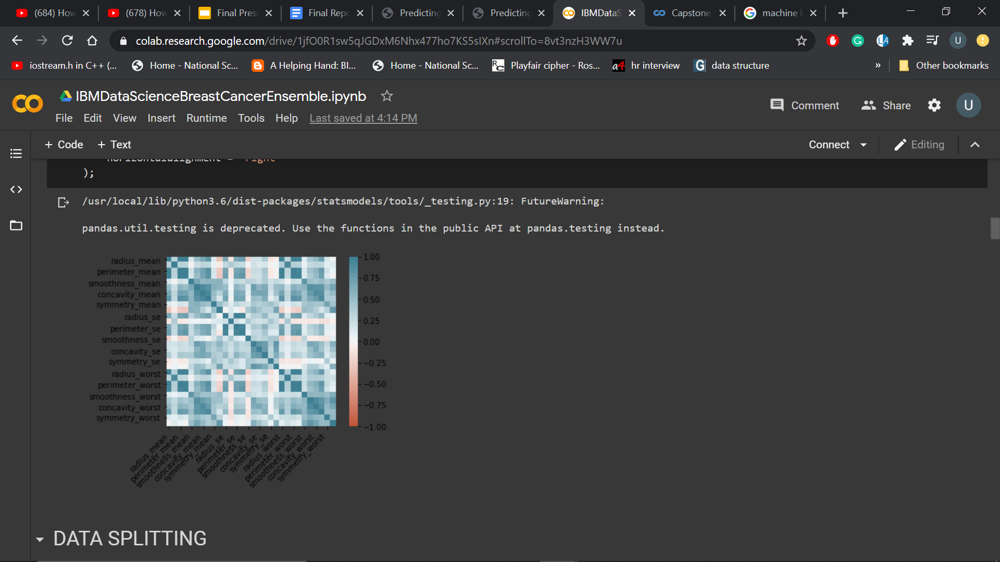 (684) How
(678) How
Final Pres
Final Repo
Predicting
Predicting
IBMDataS
Capstone
machine l
colab.research.google.com/drive/1jfO0R1sw5qJGDxM6Nhx477ho7KS5sIXn#scrollTo=8vt3nzH3WW7u
iostream.h in C++ (...
Home - National Sc...
A Helping Hand: Bl...
Home - National Sc...
Playfair cipher - Ros...
hr interview
data structure
»
Other bookmarks
IBMDataScienceBreastCancerEnsemble.ipynb
Comment
Share
U
File Edit View Insert Runtime Tools Help Last saved at 4:14 PM
+ Code + Text
Connect
Editing
horizontalalignment = 'right'
);
/usr/local/lib/python3.6/dist-packages/statsmodels/tools/_testing.py:19: FutureWarning:
pandas.util.testing is deprecated. Use the functions in the public API at pandas.testing instead.
radius_mean
perimeter_mean
smoothness_mean
concavity_mean
symmetry_mean
radius_se
perimeter_se
smoothness_se
concavity_se
symmetry_se
radius_worst
perimeter_worst
smoothness_worst
concavity_worst
symmetry_worst
1.00
0.75
0.50
0.25
0.00
−0.25
−0.50
−0.75
−1.00
radius_mean
perimeter_mean
smoothness_mean
concavity_mean
symmetry_mean
radius_se
perimeter_se
smoothness_se
concavity_se
symmetry_se
radius_worst
perimeter_worst
smoothness_worst
concavity_worst
symmetry_worst
DATA SPLITTING